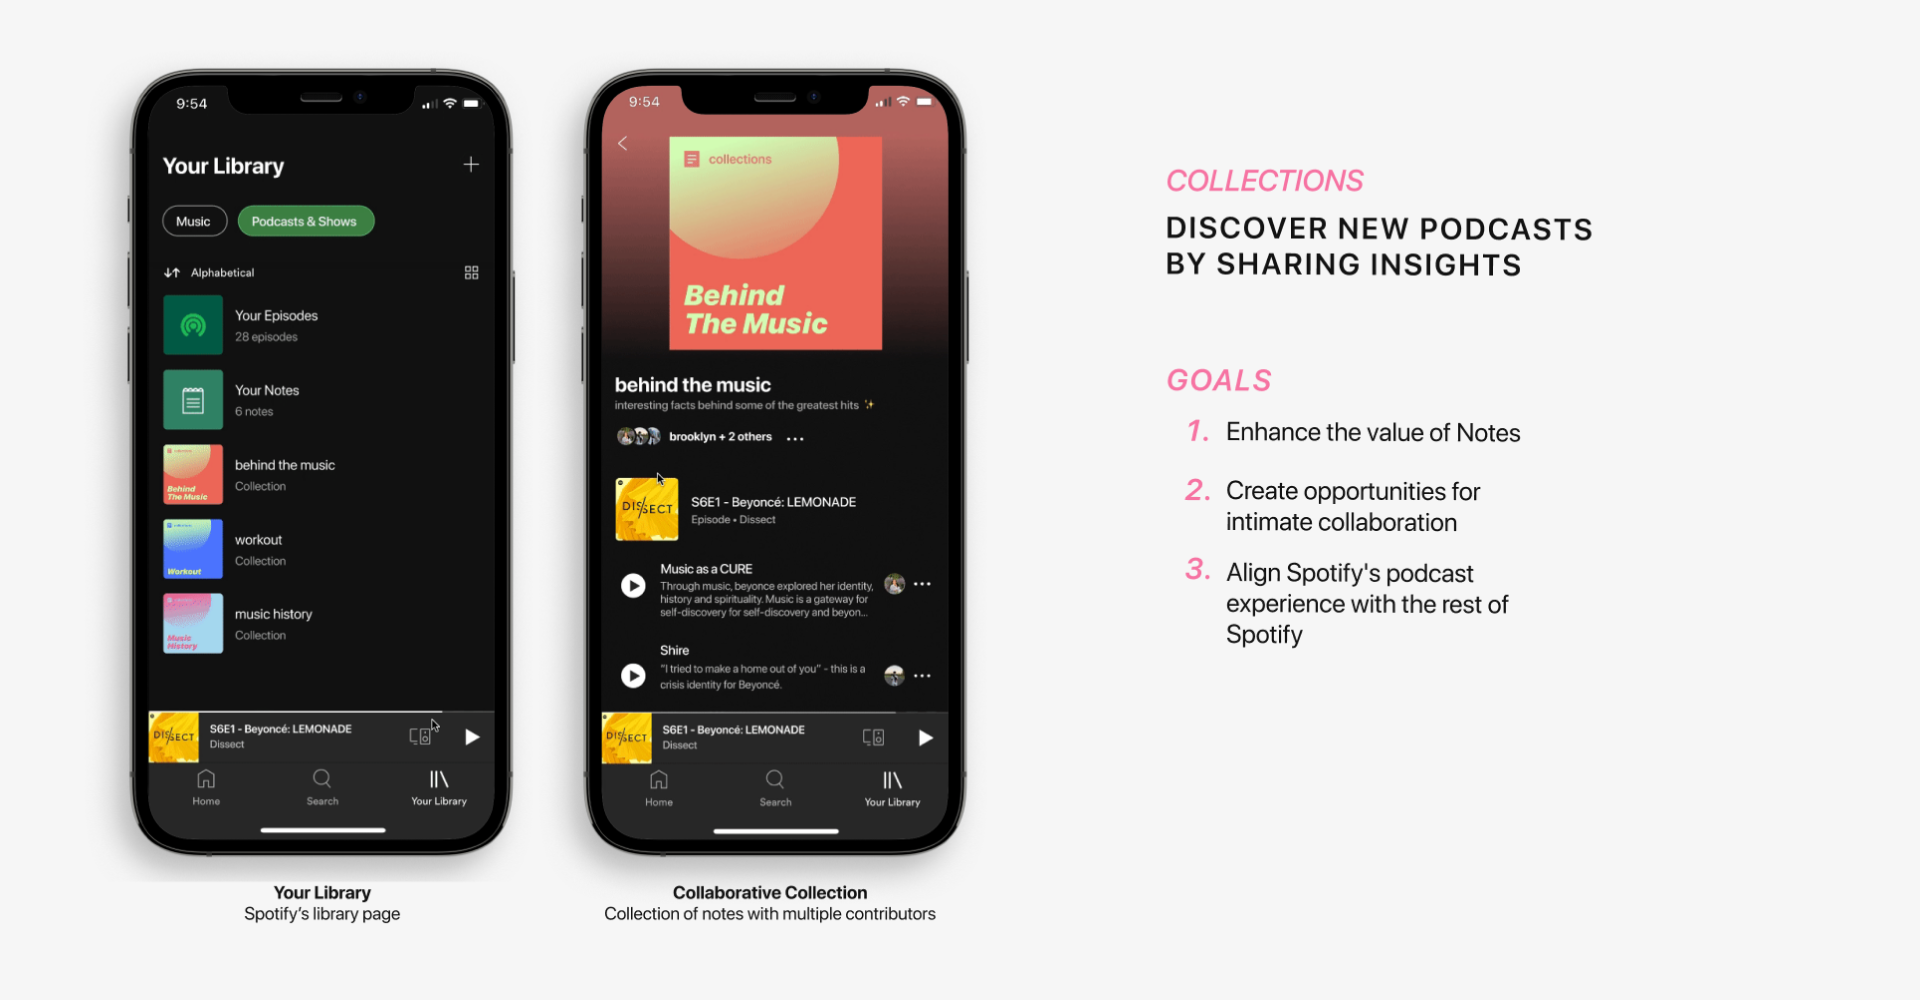 9:54
Your Library
Music
Podcasts & Shows
Alphabetical
Your Episodes
28 episodes
Your Notes
6 notes
Behind
The Music
behind the music
Collection
Workout
workout
Collection
Music
History
music history
Collection
DISSECT
S6E1 - Beyoncé: LEMONADE
Dissect
Home
Search
Your Library
Your Library
Spotify's library page
9:54
collections
Behind
The Music
behind the music
interesting facts behind some of the greatest hits ✨
brooklyn + 2 others
DISSECT
S6E1 - Beyoncé: LEMONADE
Episode • Dissect
Music as a CURE
Through music, beyonce explored her identity,
history and spirituality. Music is a gateway for
self-discovery for self-discovery and beyon...
Shire
"I tried to make a home out of you" - this is a
crisis identity for Beyoncé.
DISSECT
S6E1 - Beyoncé: LEMONADE
Dissect
Home
Search
Your Library
Collaborative Collection
Collection of notes with multiple contributors
COLLECTIONS
DISCOVER NEW PODCASTS
BY SHARING INSIGHTS
GOALS
1. Enhance the value of Notes
2. Create opportunities for
intimate collaboration
3. Align Spotify's podcast
experience with the rest of
Spotify